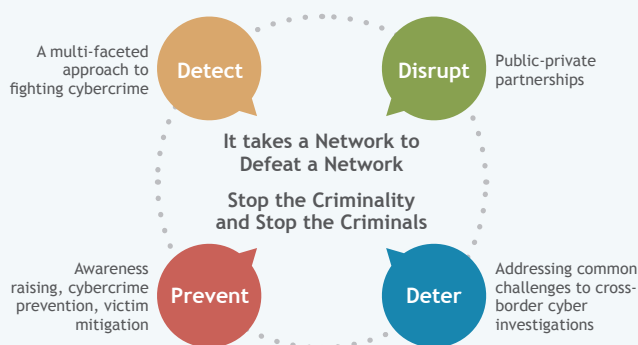 A multi-faceted
approach to
fighting cybercrime
Detect
Disrupt
Public-private
partnerships
It takes a Network to
Defeat a Network
Stop the Criminality
and Stop the Criminals
Awareness
raising, cybercrime
prevention, victim
mitigation
Prevent
Deter
Addressing common
challenges to cross-
border cyber
investigations